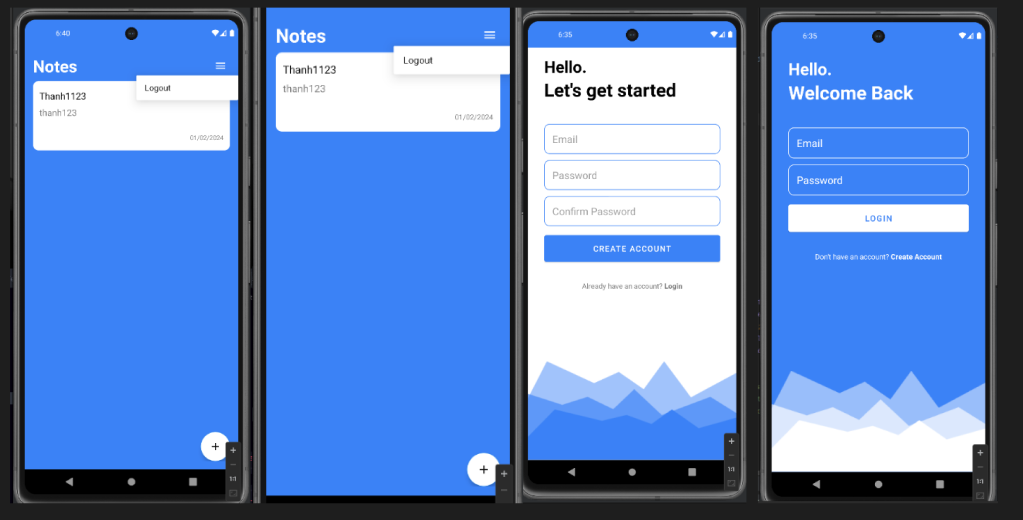 6:40
Notes
Logout
Thanh1123
thanh123
01/02/2024
+
+
−
1:1
Notes
Logout
Thanh1123
thanh123
01/02/2024
+
+
−
6:35
Hello.
Let's get started
Email
Password
Confirm Password
CREATE ACCOUNT
Already have an account? Login
+
−
1:1
6:35
Hello.
Welcome Back
Email
Password
LOGIN
Don't have an account? Create Account
+
−
1:1